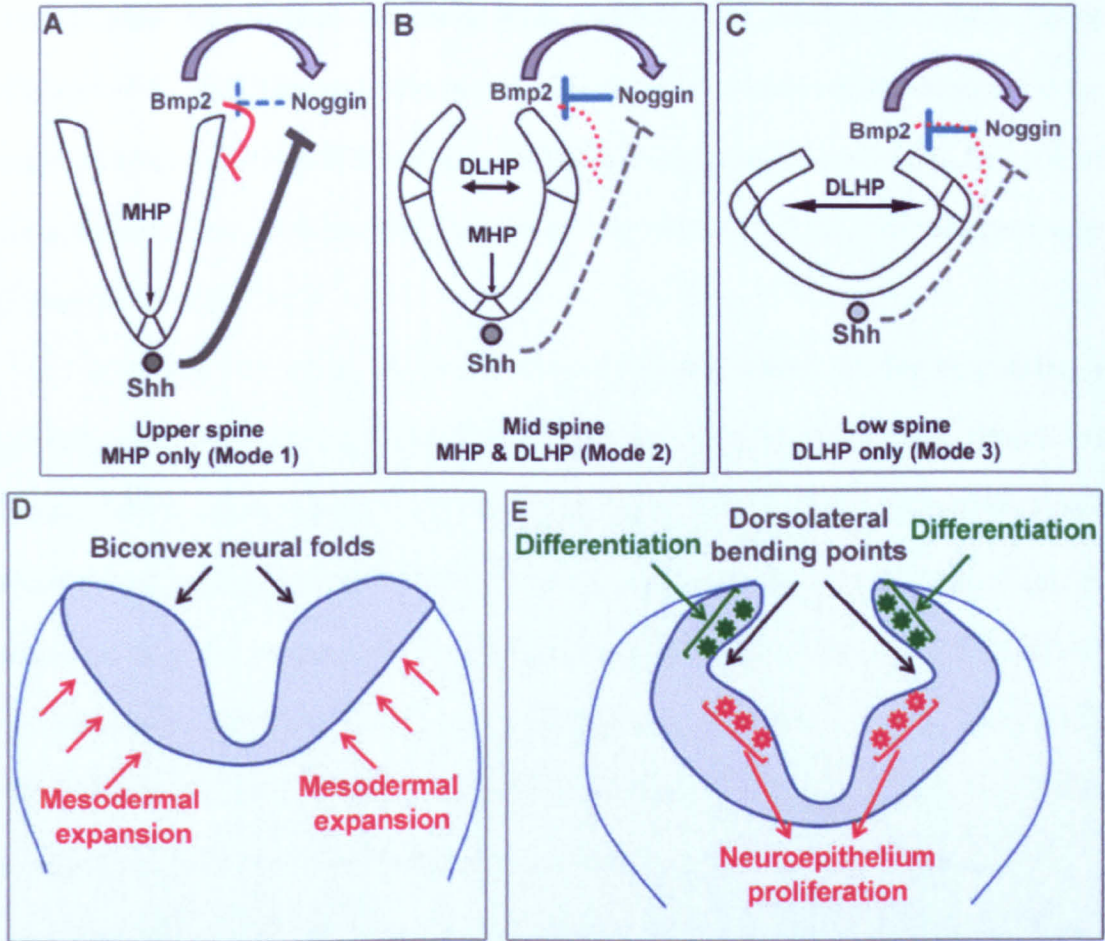 A
Bmp2
Noggin
MHP
Shh
Upper spine
MHP only (Mode 1)
B
Bmp2
Noggin
DLHP
MHP
Shh
Mid spine
MHP & DLHP (Mode 2)
C
Bmp2
Noggin
DLHP
Shh
Low spine
DLHP only (Mode 3)
D
Biconvex neural folds
Mesodermal
expansion
Mesodermal
expansion
E
Differentiation
Dorsolateral
bending points
Differentiation
Neuroepithelium
proliferation